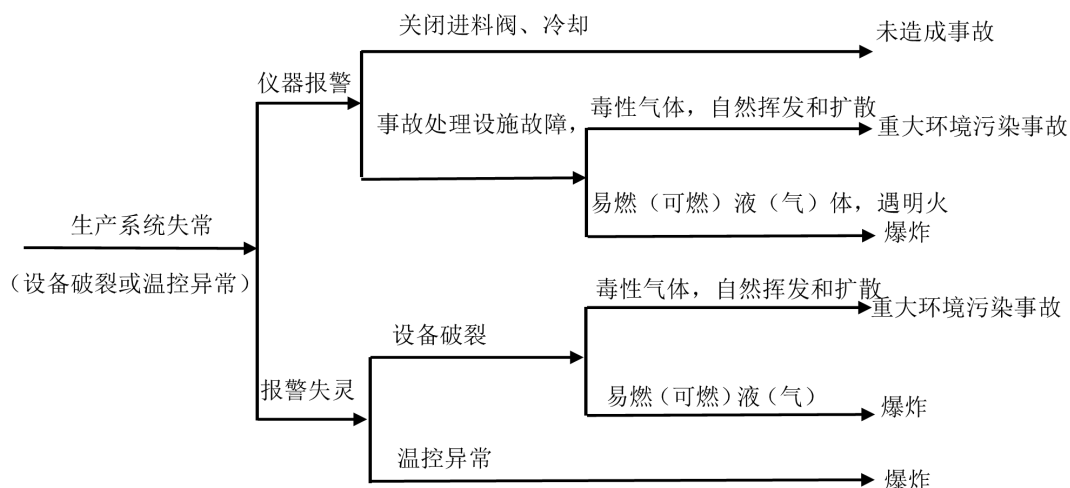 关闭进料阀、冷却
未造成事故
仪器报警
事故处理设施故障,
毒性气体，自然挥发和扩散
重大环境污染事故
易燃（可燃）液（气）体，遇明火
爆炸
生产系统失常
（设备破裂或温控异常）
毒性气体，自然挥发和扩散
重大环境污染事故
设备破裂
报警失灵
易燃（可燃）液（气）
爆炸
温控异常
爆炸